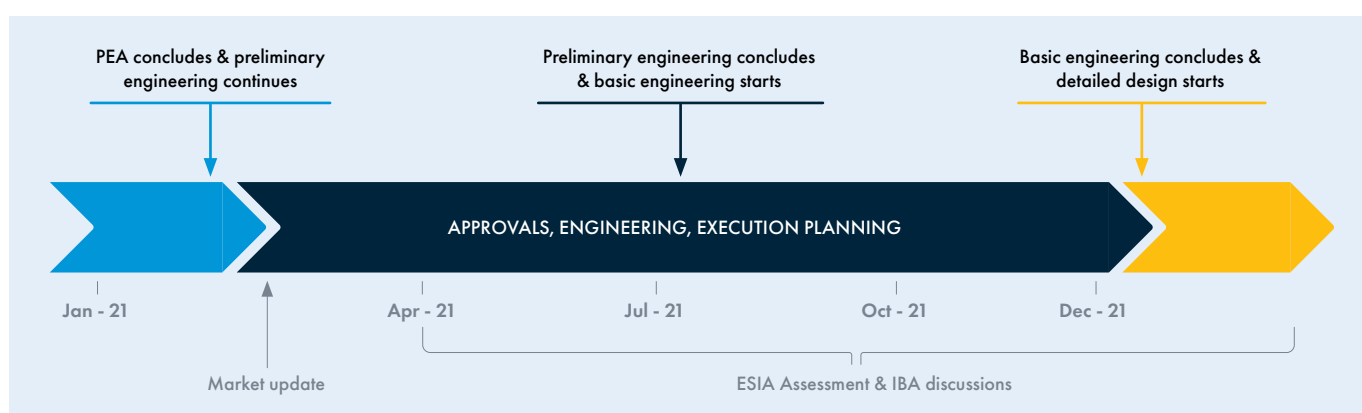 PEA concludes & preliminary
engineering continues
Preliminary engineering concludes
& basic engineering starts
Basic engineering concludes &
detailed design starts
APPROVALS, ENGINEERING, EXECUTION PLANNING
Jan - 21
Apr - 21
Jul - 21
Oct - 21
Dec - 21
Market update
ESIA Assessment & IBA discussions